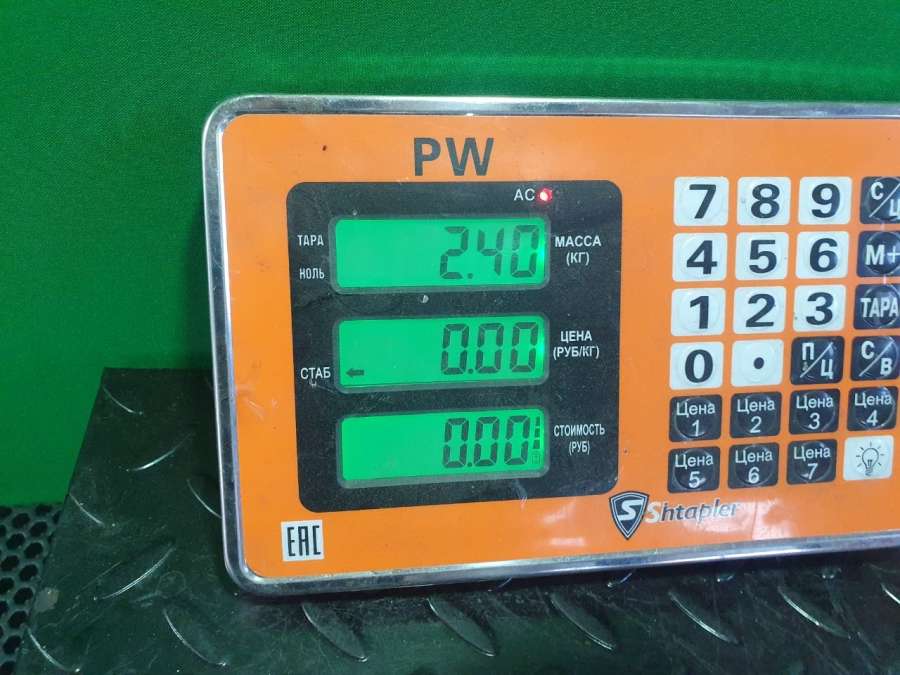 PW
AC
ТАРА
НОЛЬ
2.40
МАССА
(КГ)
СТАБ
0.00
ЦЕНА
(РУБ/КГ)
0.00
СТОИМОСТЬ
(РУБ)
EAC
Shtapler
7 8 9 С/Ц
4 5 6 М+
1 2 3 ТАРА
0 . П/Ц С/В
Цена 1 Цена 2 Цена 3 Цена 4
Цена 5 Цена 6 Цена 7